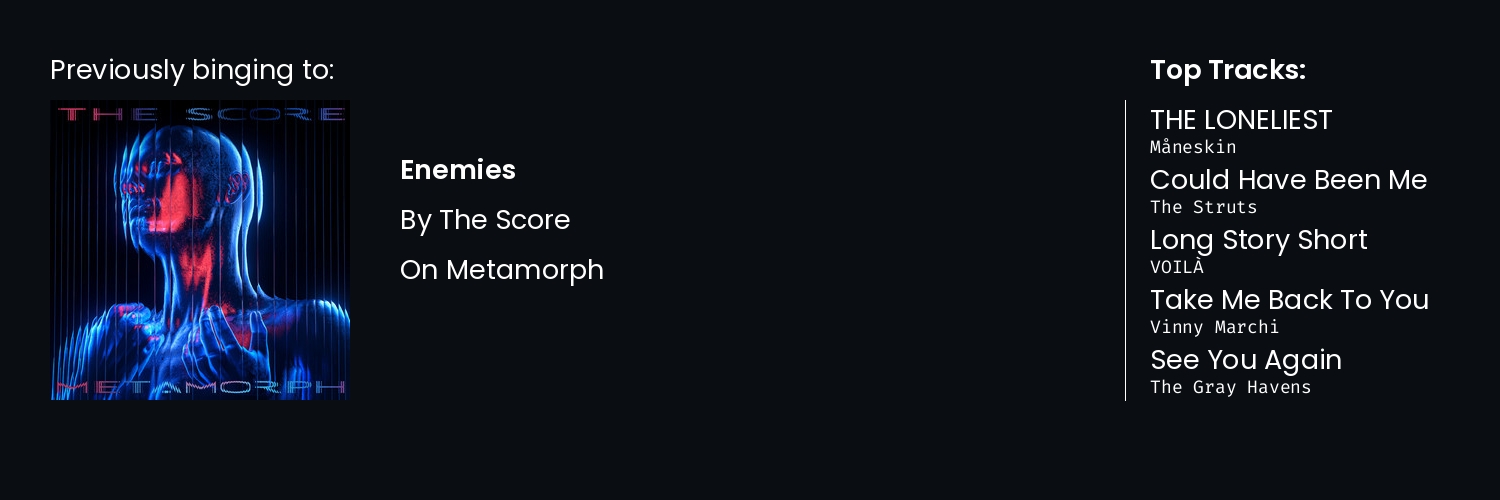 Previously binging to:
THE SCORE
METAMORPH
Enemies
By The Score
On Metamorph
Top Tracks:
THE LONELIEST
Måneskin
Could Have Been Me
The Struts
Long Story Short
VOILÀ
Take Me Back To You
Vinny Marchi
See You Again
The Gray Havens